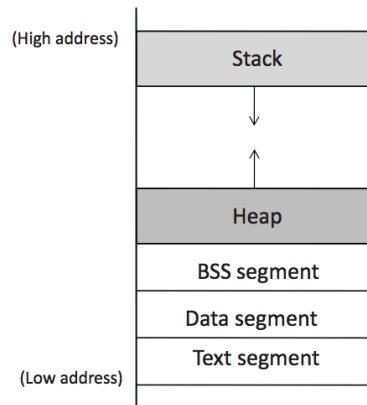 (High address)
Stack
Heap
BSS segment
Data segment
Text segment
(Low address)